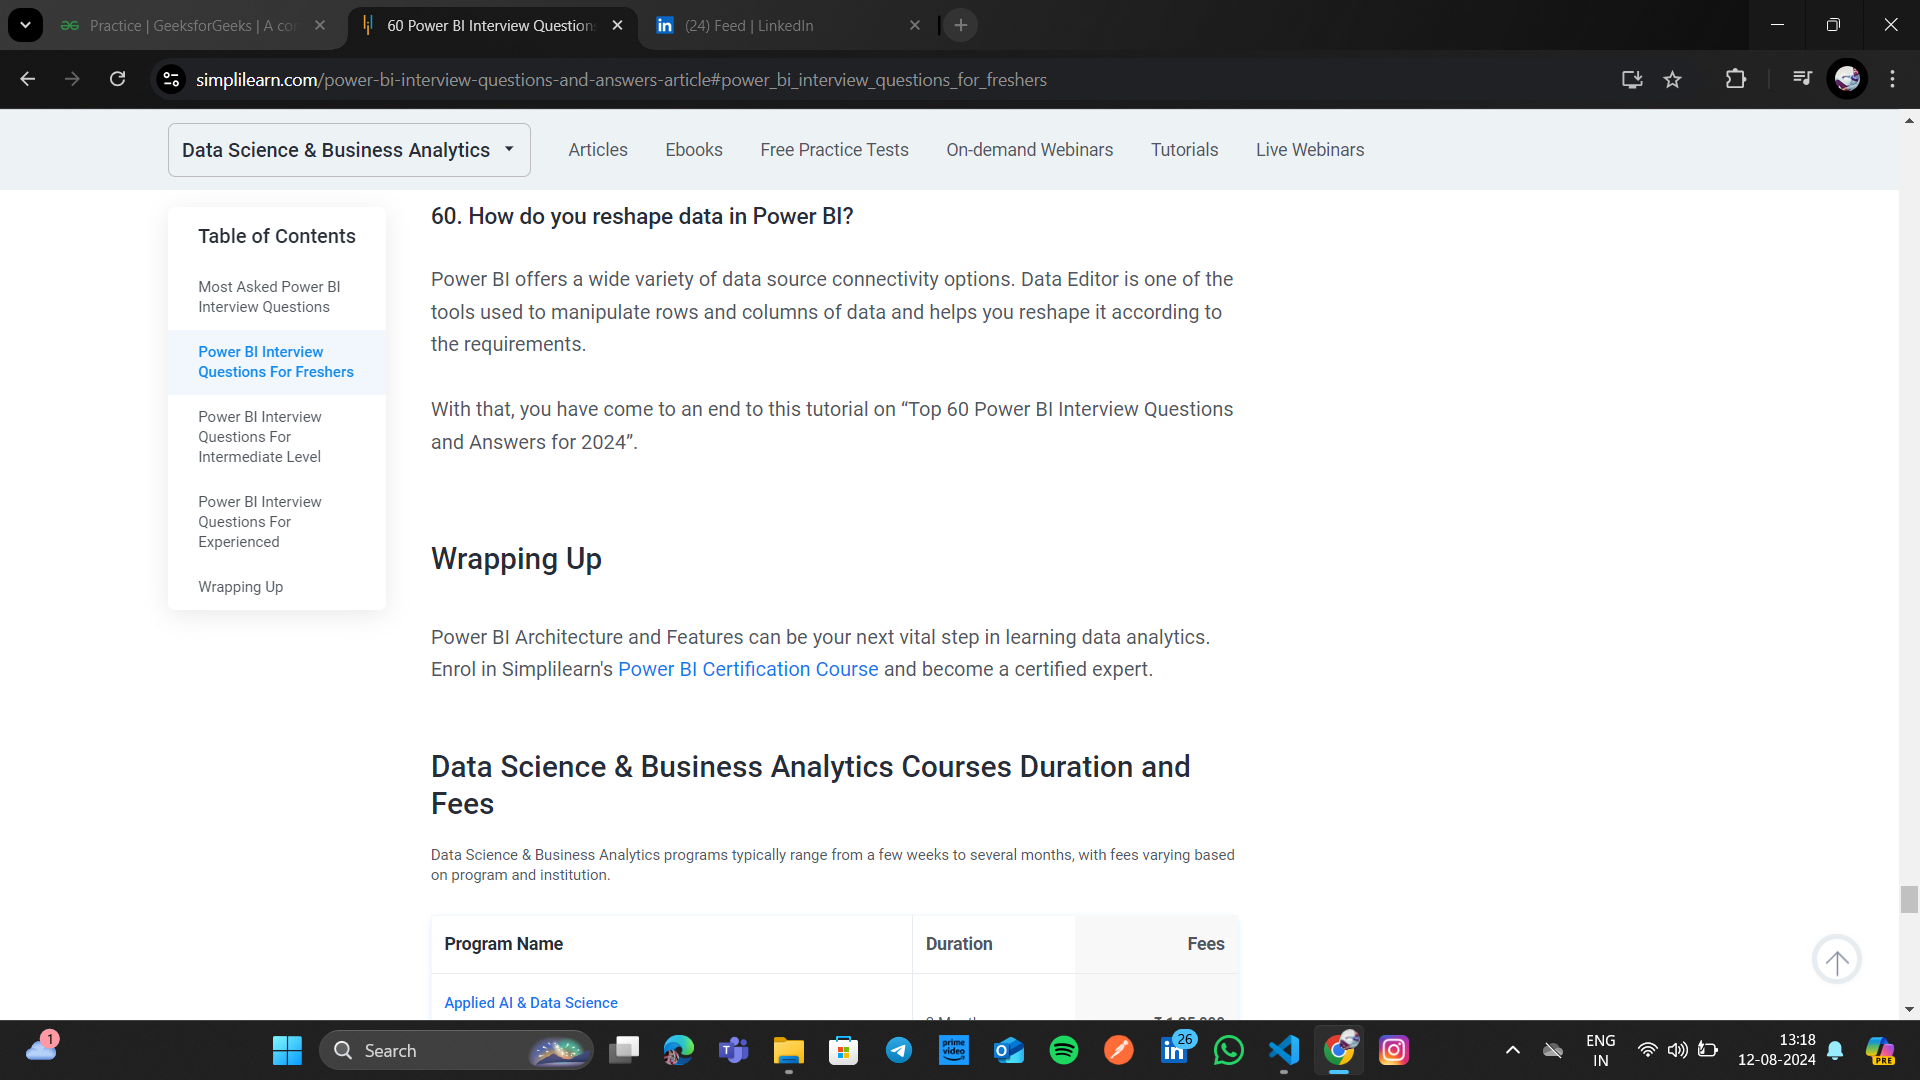 Practice | GeeksforGeeks | A co
60 Power BI Interview Question
(24) Feed | LinkedIn
simplilearn.com/power-bi-interview-questions-and-answers-article#power_bi_interview_questions_for_freshers
Data Science & Business Analytics
Articles
Ebooks
Free Practice Tests
On-demand Webinars
Tutorials
Live Webinars
Table of Contents
Most Asked Power BI
Interview Questions
Power BI Interview
Questions For Freshers
Power BI Interview
Questions For
Intermediate Level
Power BI Interview
Questions For
Experienced
Wrapping Up
60. How do you reshape data in Power BI?
Power BI offers a wide variety of data source connectivity options. Data Editor is one of the
tools used to manipulate rows and columns of data and helps you reshape it according to
the requirements.
With that, you have come to an end to this tutorial on “Top 60 Power BI Interview Questions
and Answers for 2024”.
Wrapping Up
Power BI Architecture and Features can be your next vital step in learning data analytics.
Enrol in Simplilearn's Power BI Certification Course and become a certified expert.
Data Science & Business Analytics Courses Duration and
Fees
Data Science & Business Analytics programs typically range from a few weeks to several months, with fees varying based
on program and institution.
Program Name
Duration
Fees
Applied AI & Data Science
1
Search
prime
video
26
ENG
IN
13:18
12-08-2024
PRE